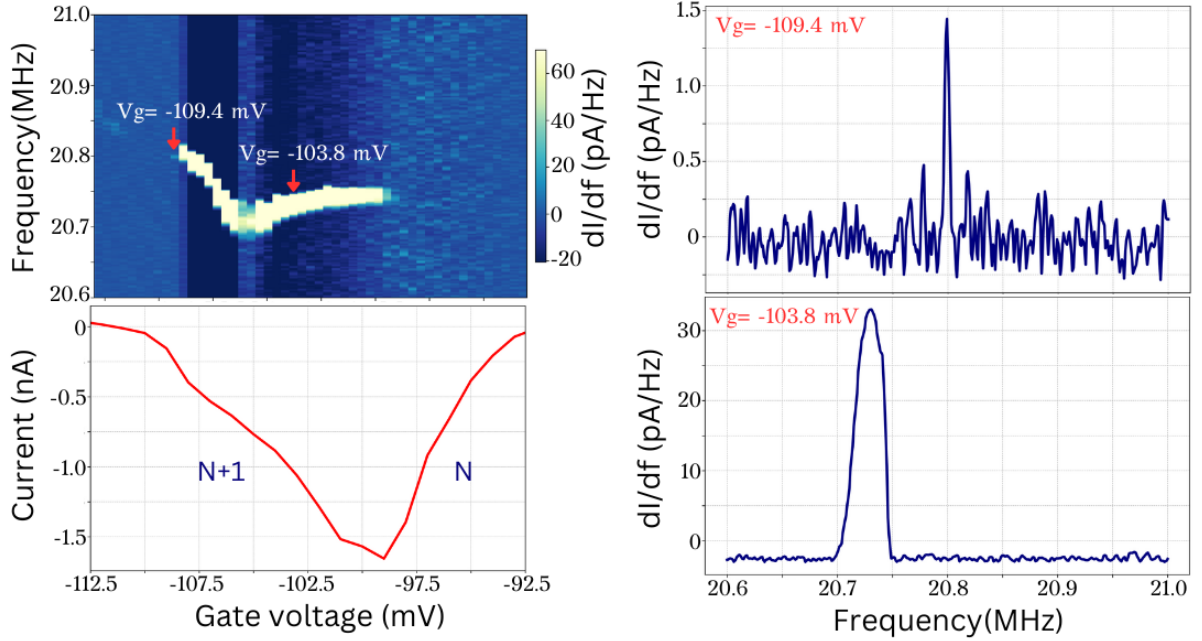 21.0
20.9
20.8
20.7
20.6
Frequency(MHz)
Vg= -109.4 mV
Vg= -103.8 mV
60
40
20
0
-20
dI/df (pA/Hz)
0
-0.5
-1.0
-1.5
Current (nA)
N+1
N
-112.5 -107.5 -102.5 -97.5 -92.5
Gate voltage (mV)
1.5
1.0
0.5
0
dI/df (pA/Hz)
Vg= -109.4 mV
30
20
10
0
dI/df (pA/Hz)
Vg= -103.8 mV
20.6 20.7 20.8 20.9 21.0
Frequency(MHz)